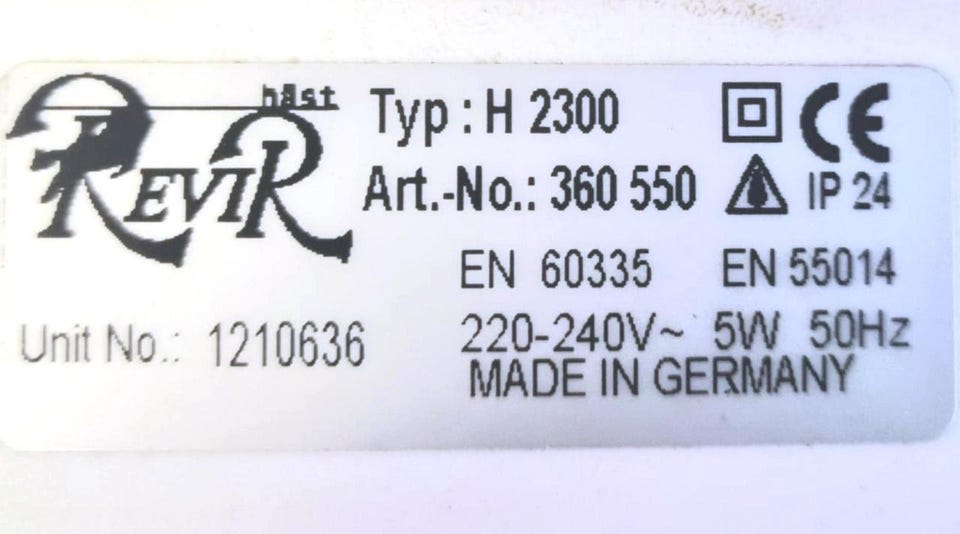 häst
REVIR
Typ : H 2300
Art.-No.: 360 550
IP 24
EN 60335 EN 55014
Unit No.: 1210636
220-240V~ 5W 50Hz
MADE IN GERMANY
CE